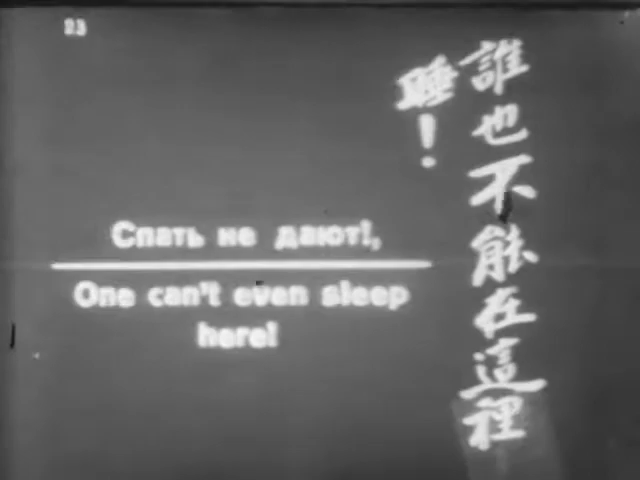 23
Спать не дают!,
One can't even sleep
here!
誰也不能在這裡
睡！